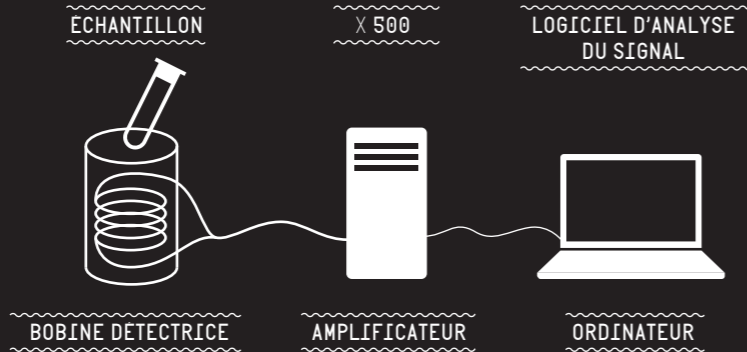 ÉCHANTILLON
X 500
LOGICIEL D'ANALYSE
DU SIGNAL
BOBINE DÉTECTRICE
AMPLIFICATEUR
ORDINATEUR